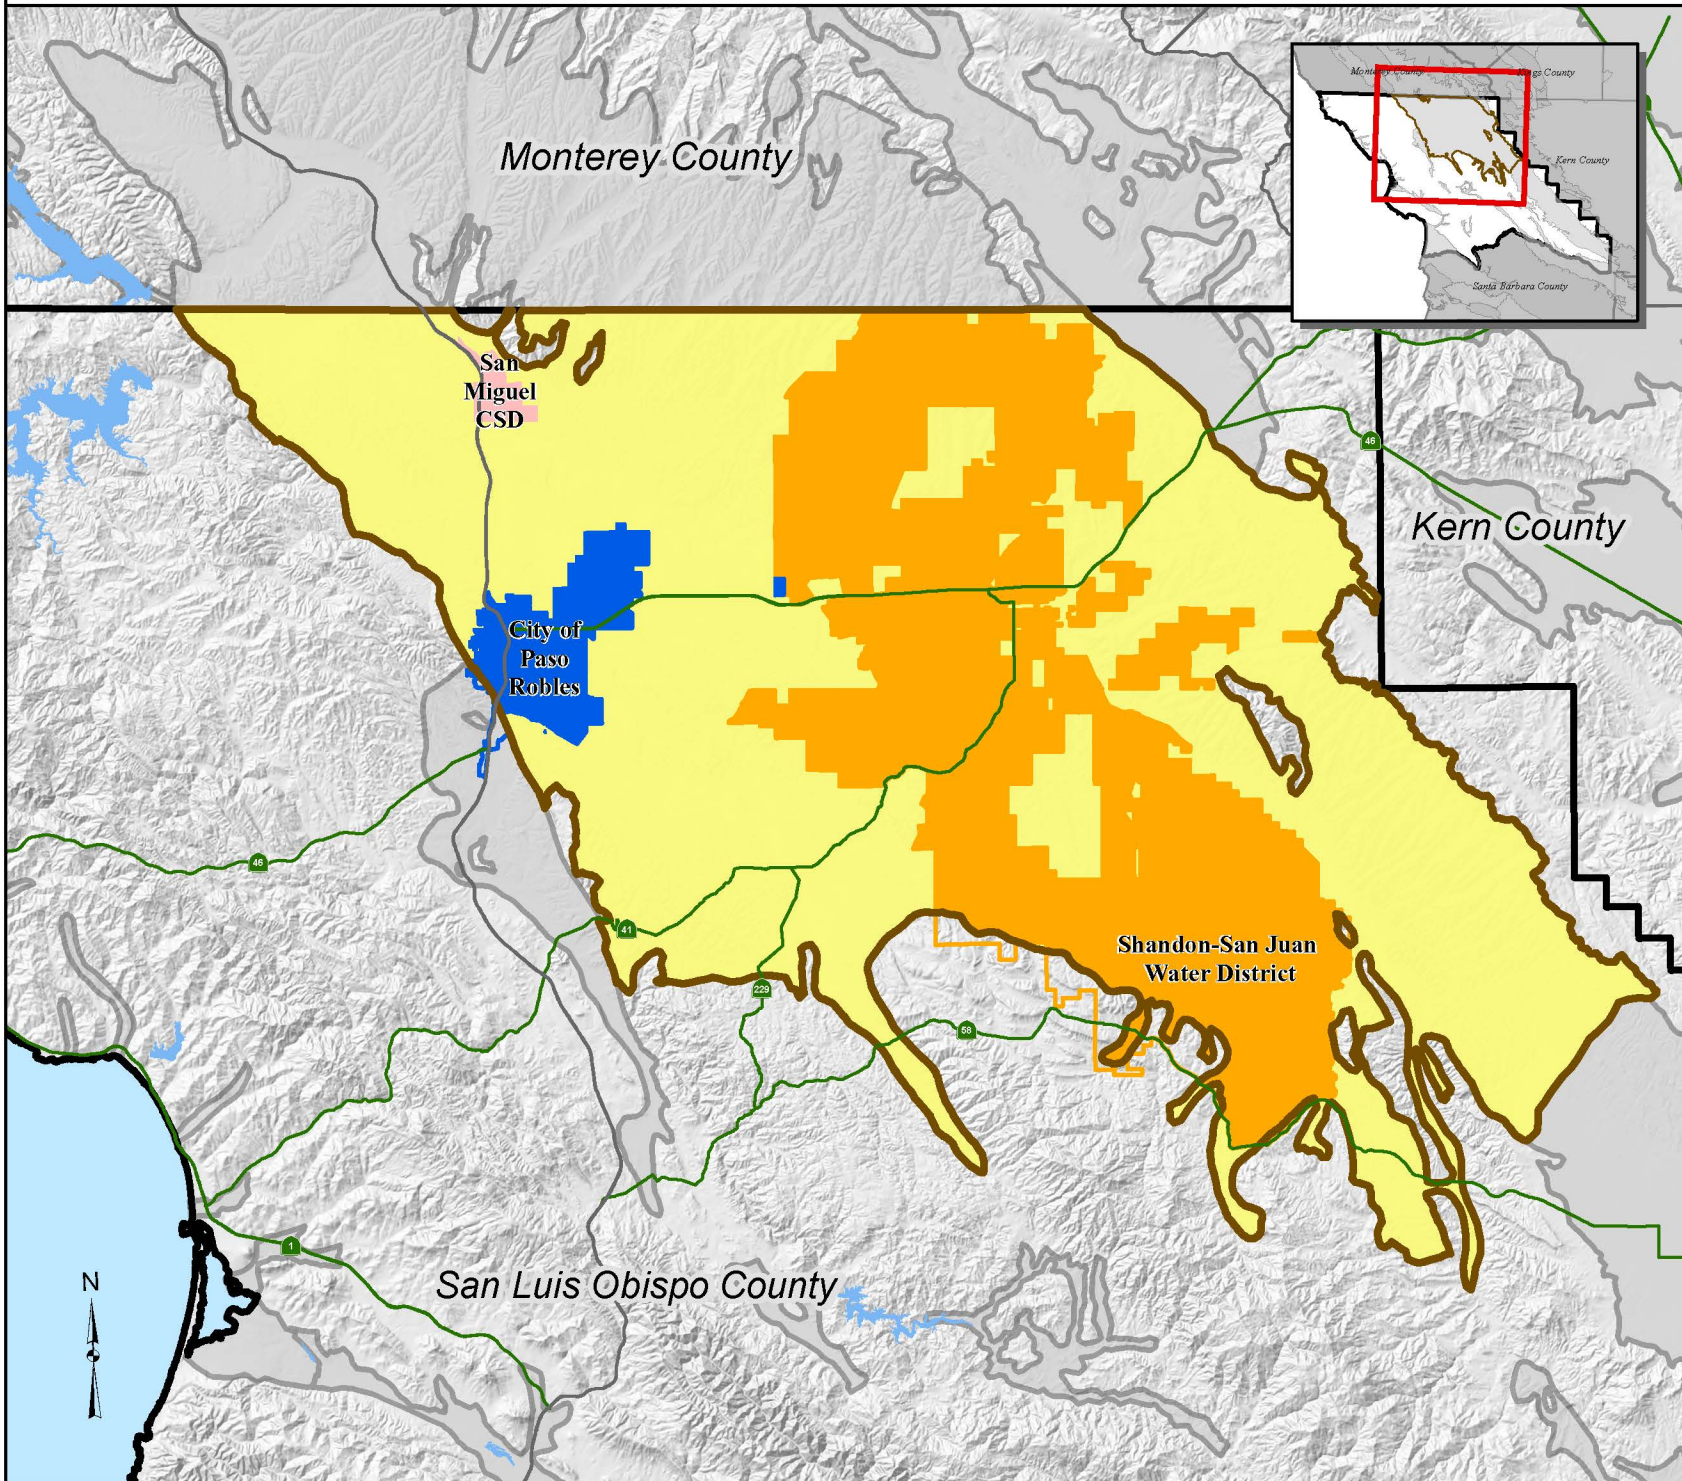 Monterey County
Monterey County
Kings County
Kern County
Santa Barbara County
San
Miguel
CSD
46
Kern County
City of
Paso
Robles
46
41
Shandon-San Juan
Water District
229
58
1
San Luis Obispo County
N